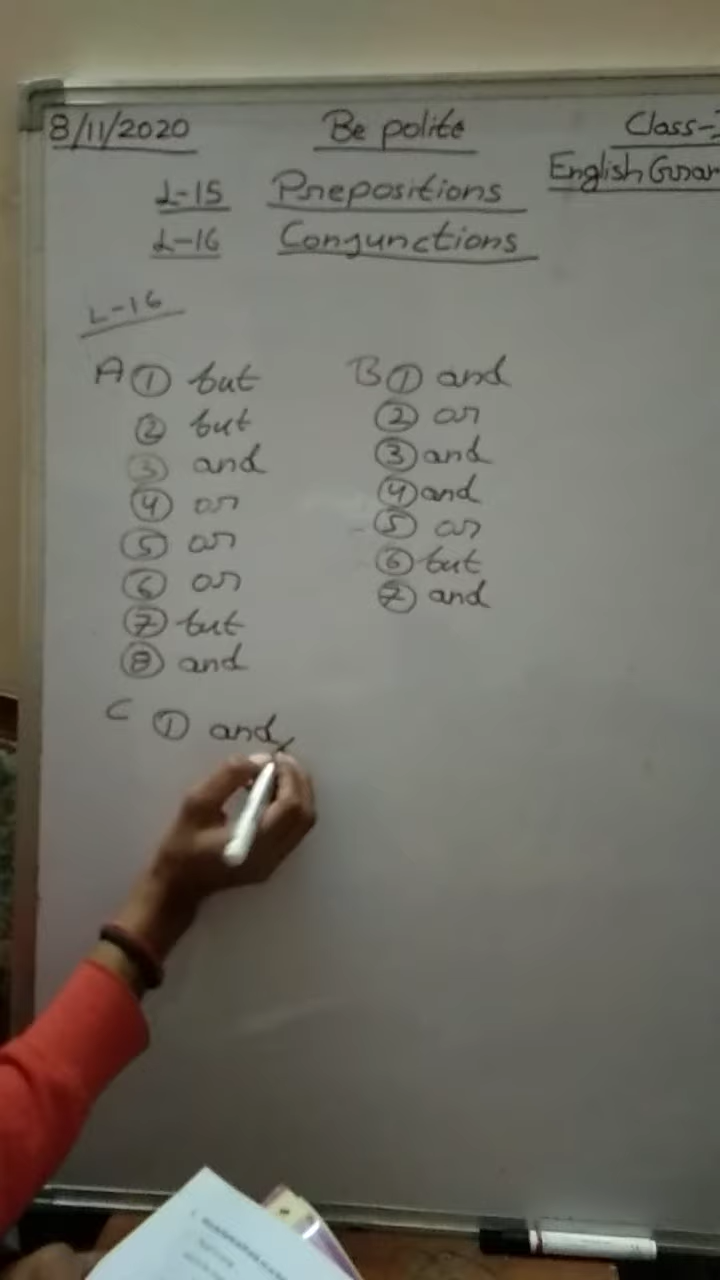 8/11/2020 Be polite Class-
L-15 Prepositions English Gram
L-16 Conjunctions
L-16
A ① but
② but
③ and
④ or
⑤ or
⑥ or
⑦ but
⑧ and
B ① and
② or
③ and
④ and
⑤ or
⑥ but
⑦ and
C ① and